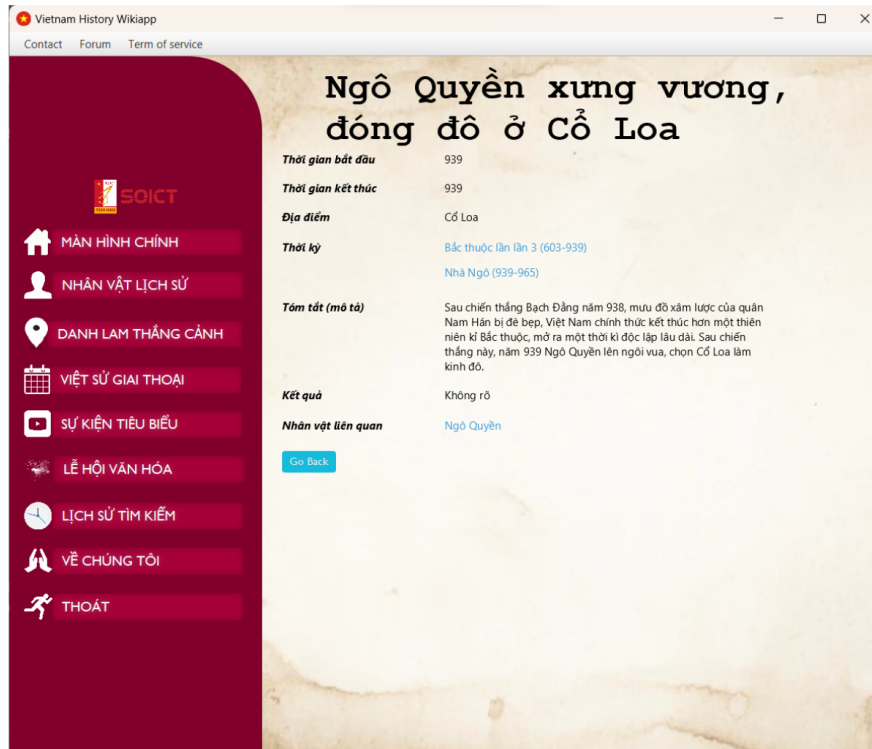 Vietnam History Wikiapp
Contact Forum Term of service
SOICT
MÀN HÌNH CHÍNH
NHÂN VẬT LỊCH SỬ
DANH LAM THẮNG CẢNH
VIỆT SỬ GIAI THOẠI
SỰ KIỆN TIÊU BIỂU
LỄ HỘI VĂN HÓA
LỊCH SỬ TÌM KIẾM
VỀ CHÚNG TÔI
THOÁT
Ngô Quyền xưng vương,
đóng đô ở Cổ Loa
Thời gian bắt đầu 939
Thời gian kết thúc 939
Địa điểm Cổ Loa
Thời kỳ Bắc thuộc lần lần 3 (603-939)
Nhà Ngô (939-965)
Tóm tắt (mô tả) Sau chiến thắng Bạch Đằng năm 938, mưu đồ xâm lược của quân
Nam Hán bị đè bẹp, Việt Nam chính thức kết thúc hơn một thiên
niên kỉ Bắc thuộc, mở ra một thời kì độc lập lâu dài. Sau chiến
thắng này, năm 939 Ngô Quyền lên ngôi vua, chọn Cổ Loa làm
kinh đô.
Kết quả Không rõ
Nhân vật liên quan Ngô Quyền
Go Back